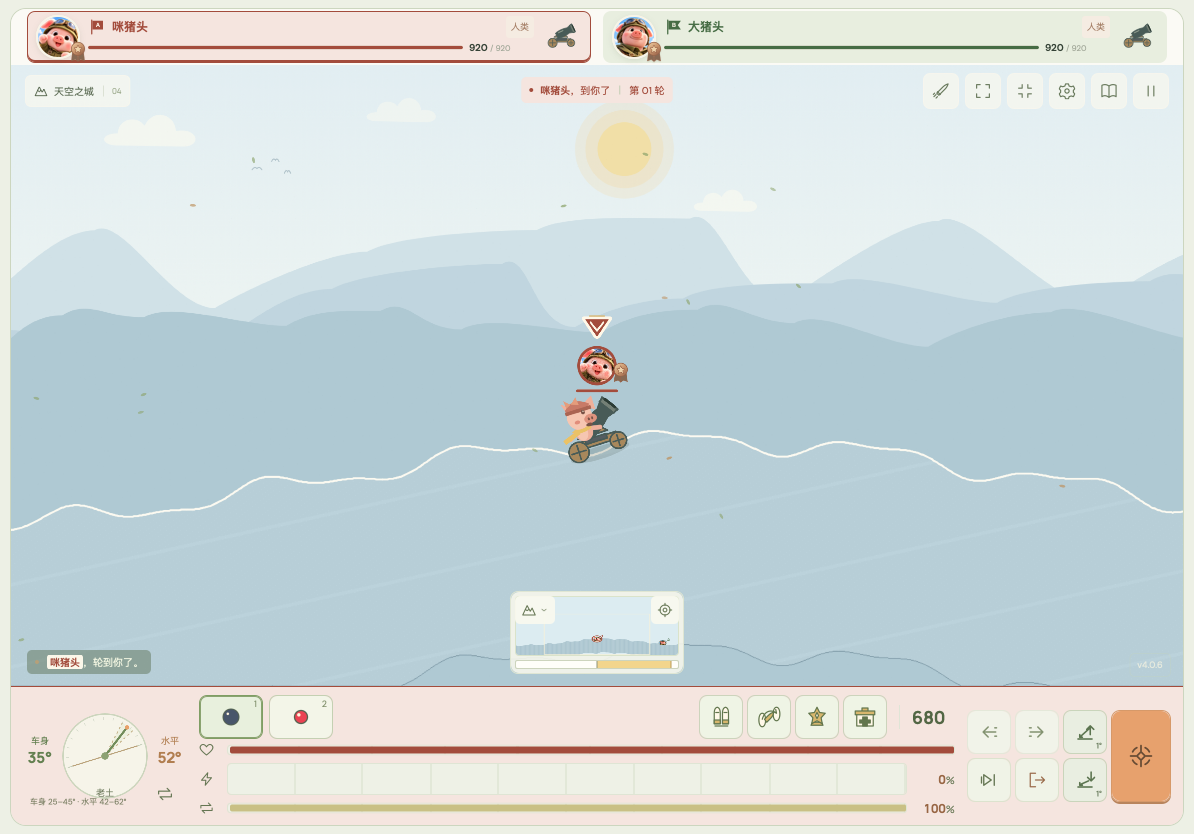 咪猪头
人类
920 / 920
大猪头
人类
920 / 920
天空之城 04
咪猪头，到你了 第 01 轮
咪猪头，轮到你了。
v4.0.6
车身
35°
水平
52°
老土
车身 25–45° · 水平 42–62°
1
2
680
0%
100%
1°
1°